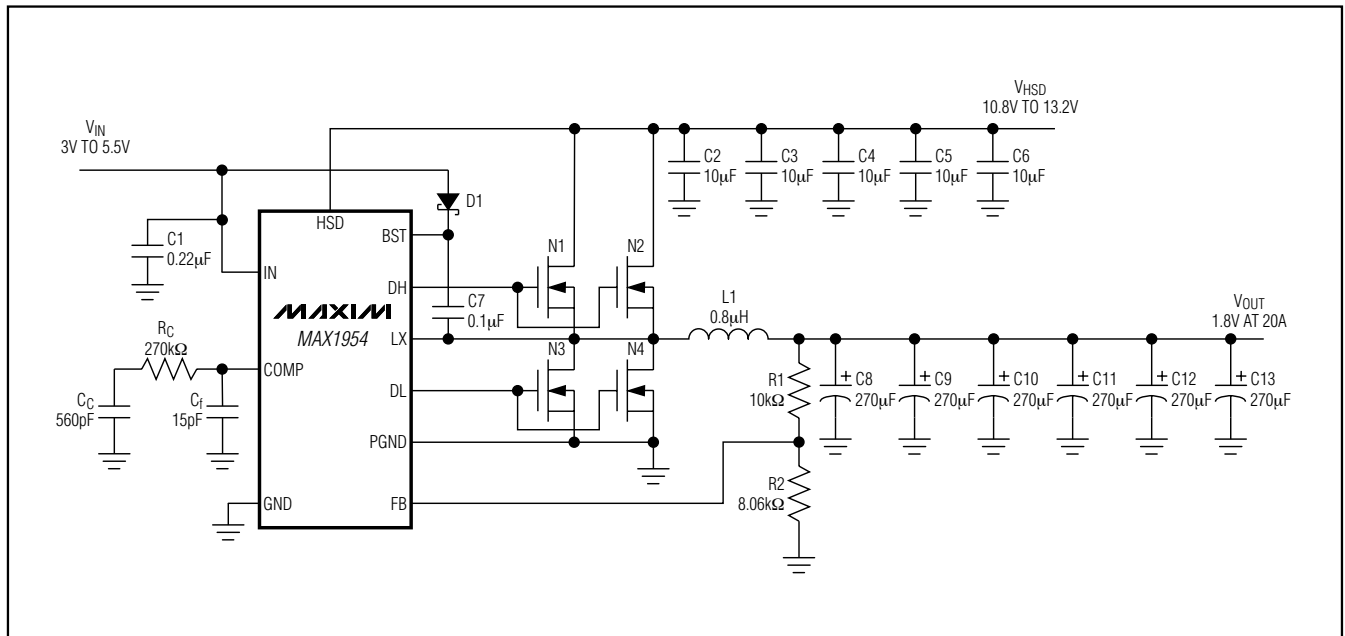 VHSD
10.8V TO 13.2V
VIN
3V TO 5.5V
C2
10μF
C3
10μF
C4
10μF
C5
10μF
C6
10μF
D1
HSD
BST
C1
0.22μF
N1
N2
IN
DH
C7
0.1μF
L1
0.8μH
VOUT
1.8V AT 20A
MAXIM
MAX1954
LX
RC
270kΩ
COMP
N3
N4
DL
R1
10kΩ
+ C8
270μF
+ C9
270μF
+ C10
270μF
+ C11
270μF
+ C12
270μF
+ C13
270μF
CC
560pF
Cf
15pF
PGND
R2
8.06kΩ
GND
FB